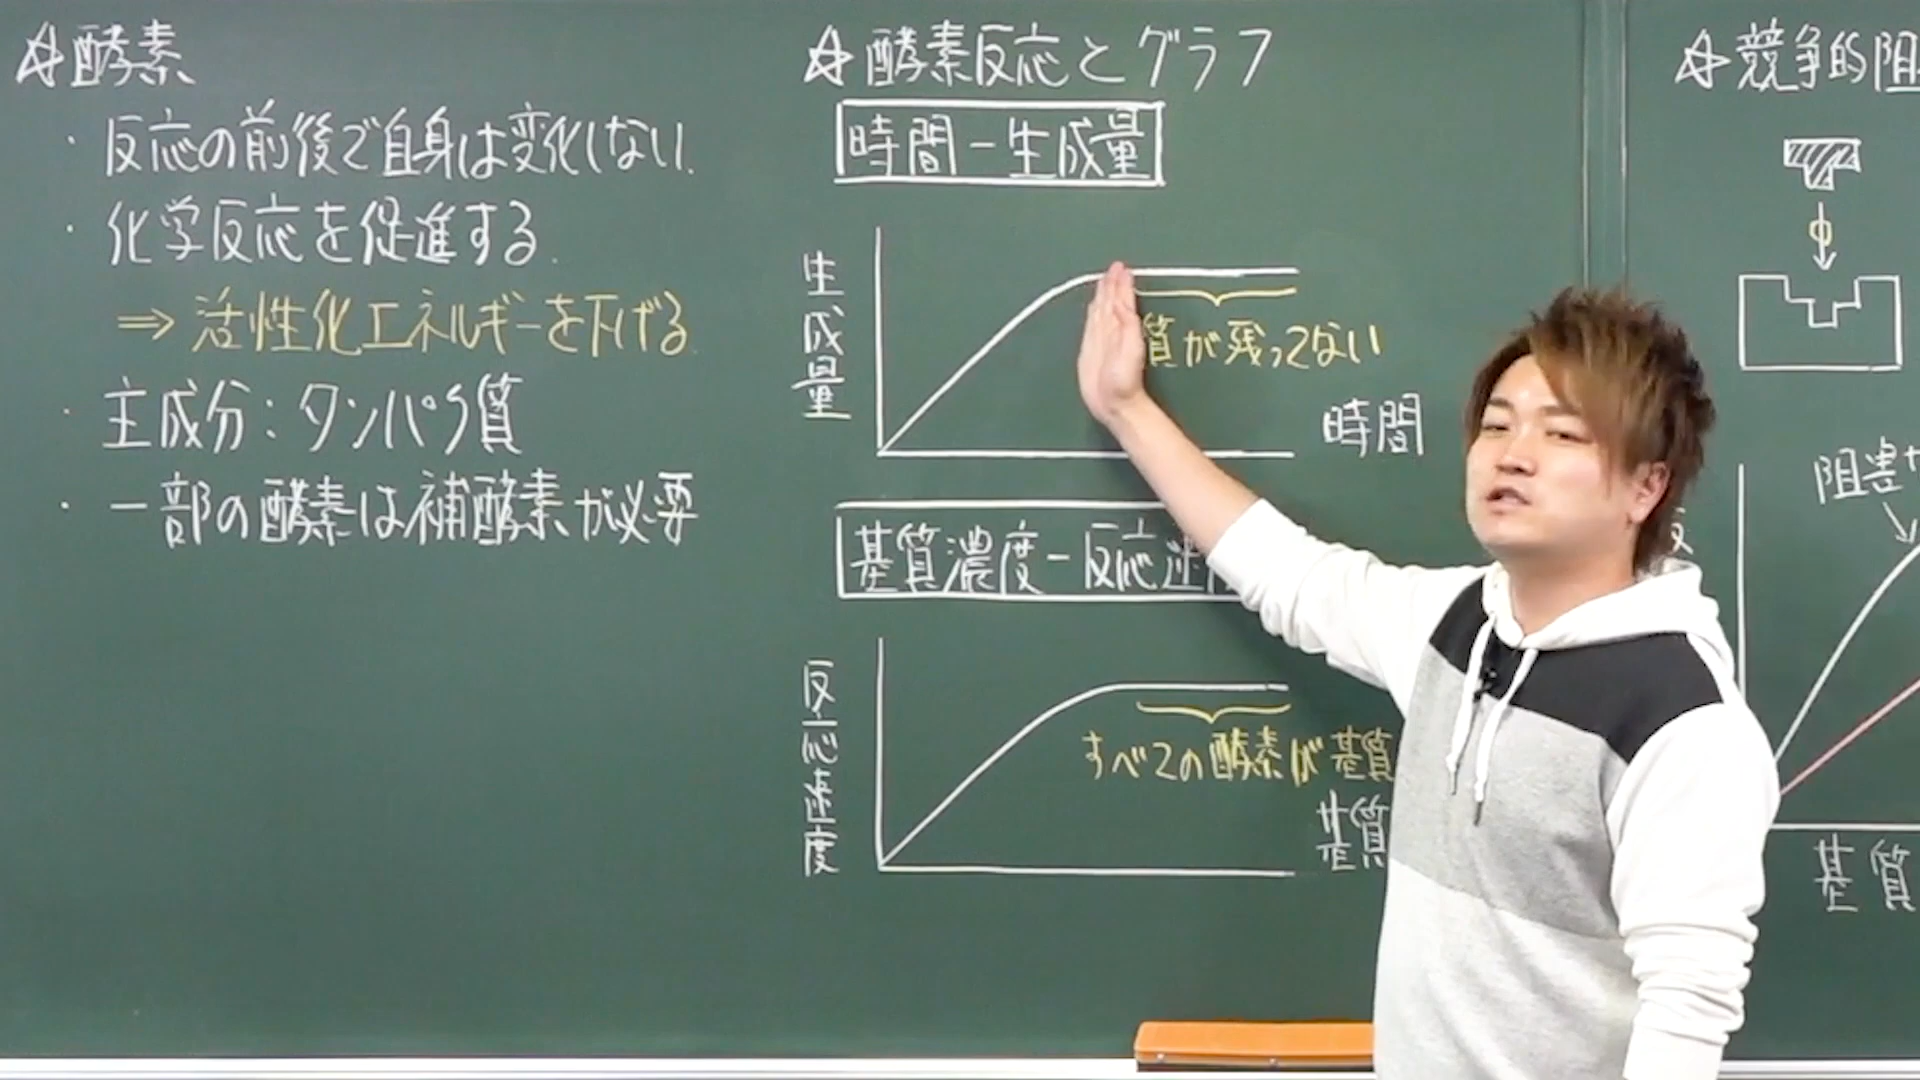 ☆酵素
・反応の前後で自身は変化しない.
・化学反応を促進する.
⇒活性化エネルギーを下げる.
・主成分:タンパク質
・一部の酵素は補酵素が必要
☆酵素反応とグラフ
時間-生成量
生成量
質が残ってない
時間
基質濃度-反応速
反応速度
すべての酵素が基質
基質
☆競争的阻
阻害
基質